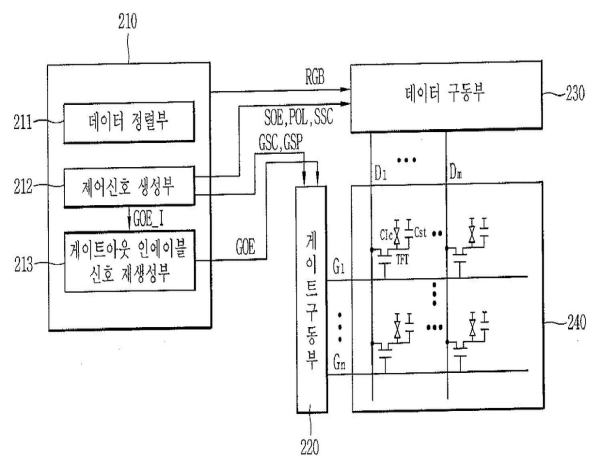 210
RGB
데이터 구동부
230
211
데이터 정렬부
SOE,POL,SSC
GSC,GSP
212
제어신호 생성부
D1
Dm
GOE_I
213
게이트아웃 인에이블
신호 재생성부
GOE
게이트구동부
Clc
Cst
TFT
G1
240
Gn
220